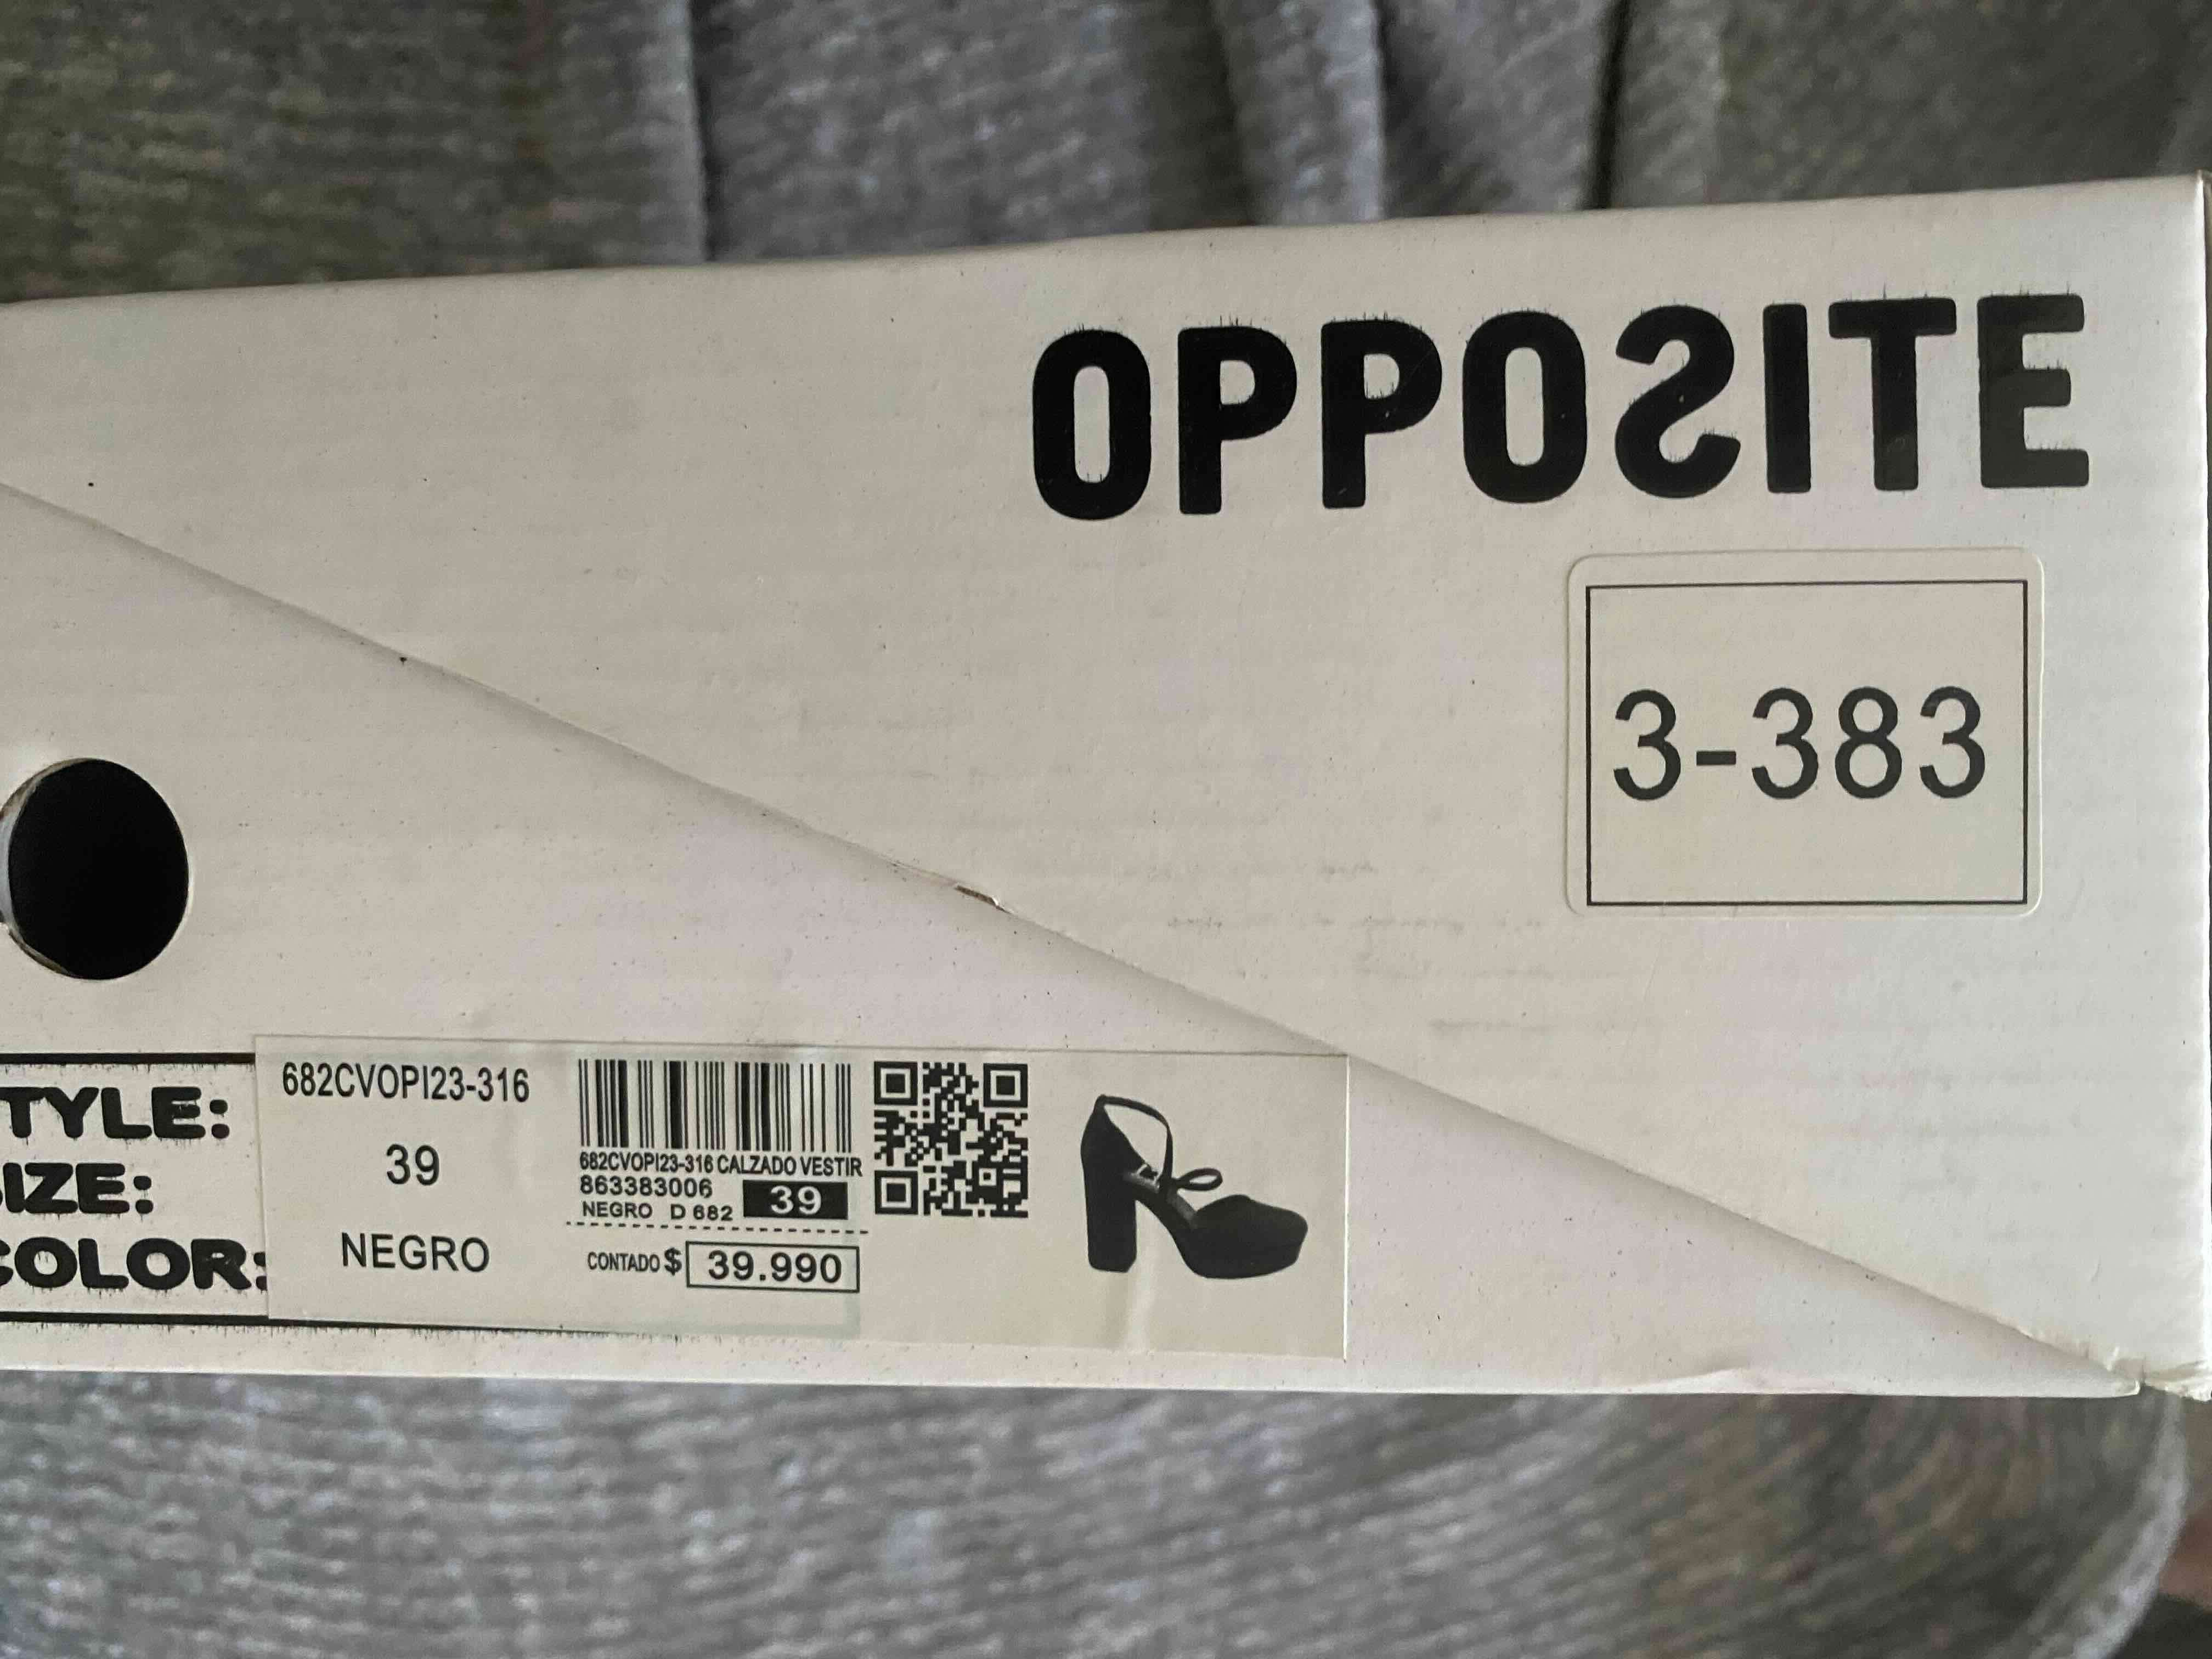 OPPOSITE
3-383
TYLE:
IZE:
COLOR:
682CVOPI23-316
39
NEGRO
682CVOPI23-316 CALZADO VESTIR
863383006
NEGRO D 682 39
CONTADO $ 39.990